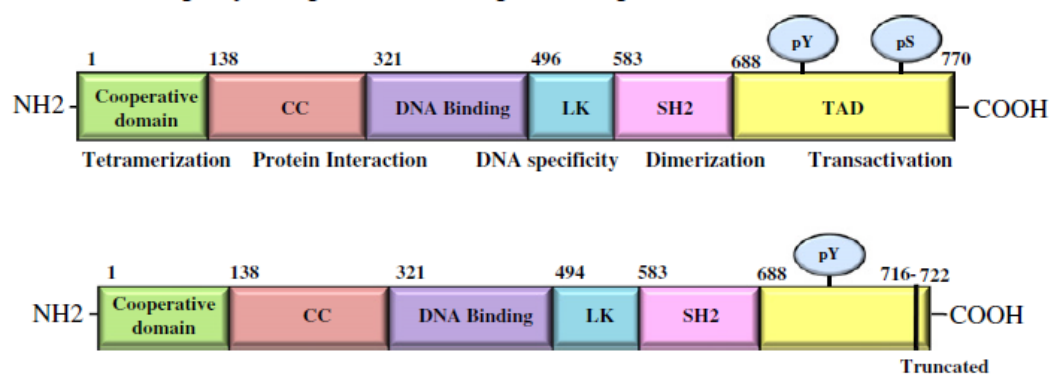 pY pS
1 138 321 496 583 688 770
NH2 Cooperative domain CC DNA Binding LK SH2 TAD COOH
Tetramerization Protein Interaction DNA specificity Dimerization Transactivation
pY
1 138 321 494 583 688 716- 722
NH2 Cooperative domain CC DNA Binding LK SH2 COOH
Truncated